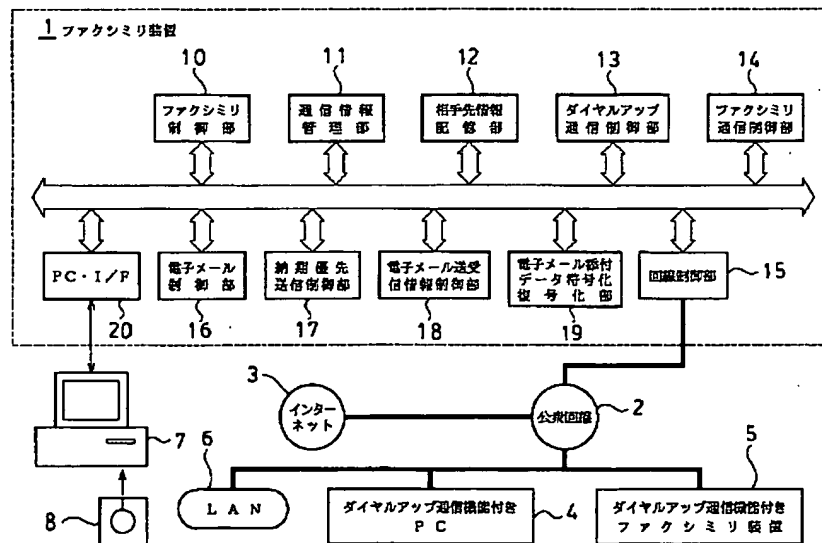 1 ファクシミリ装置
10
11
12
13
14
ファクシミリ
制御部
通信情報
管理部
相手先情報
記憶部
ダイヤルアップ
通信制御部
ファクシミリ
通信制御部
PC・I/F
電子メール
制御部
納期優先
送信制御部
電子メール送受
信情報制御部
電子メール添付
データ符号化
復号化部
回線制御部
15
20
16
17
18
19
3
インター
ネット
公衆回線
2
7
6
5
LAN
ダイヤルアップ通信機能付き
PC
4
ダイヤルアップ通信機能付き
ファクシミリ装置
8